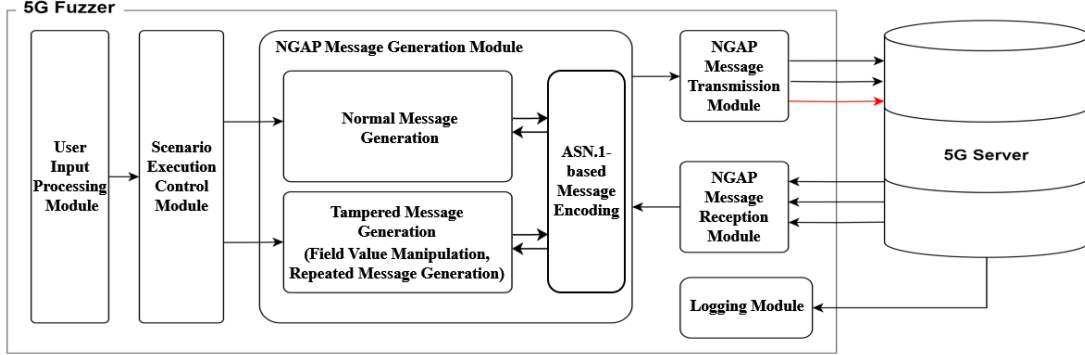 5G Fuzzer
User
Input
Processing
Module
Scenario
Execution
Control
Module
NGAP Message Generation Module
Normal Message
Generation
Tampered Message
Generation
(Field Value Manipulation,
Repeated Message Generation)
ASN.1-
based
Message
Encoding
NGAP
Message
Transmission
Module
NGAP
Message
Reception
Module
Logging Module
5G Server